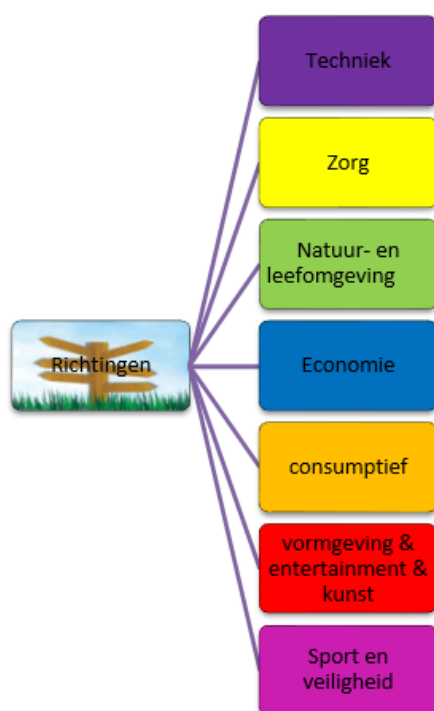 Techniek
Zorg
Natuur- en
leefomgeving
Richtingen
Economie
consumptief
vormgeving &
entertainment &
kunst
Sport en
veiligheid